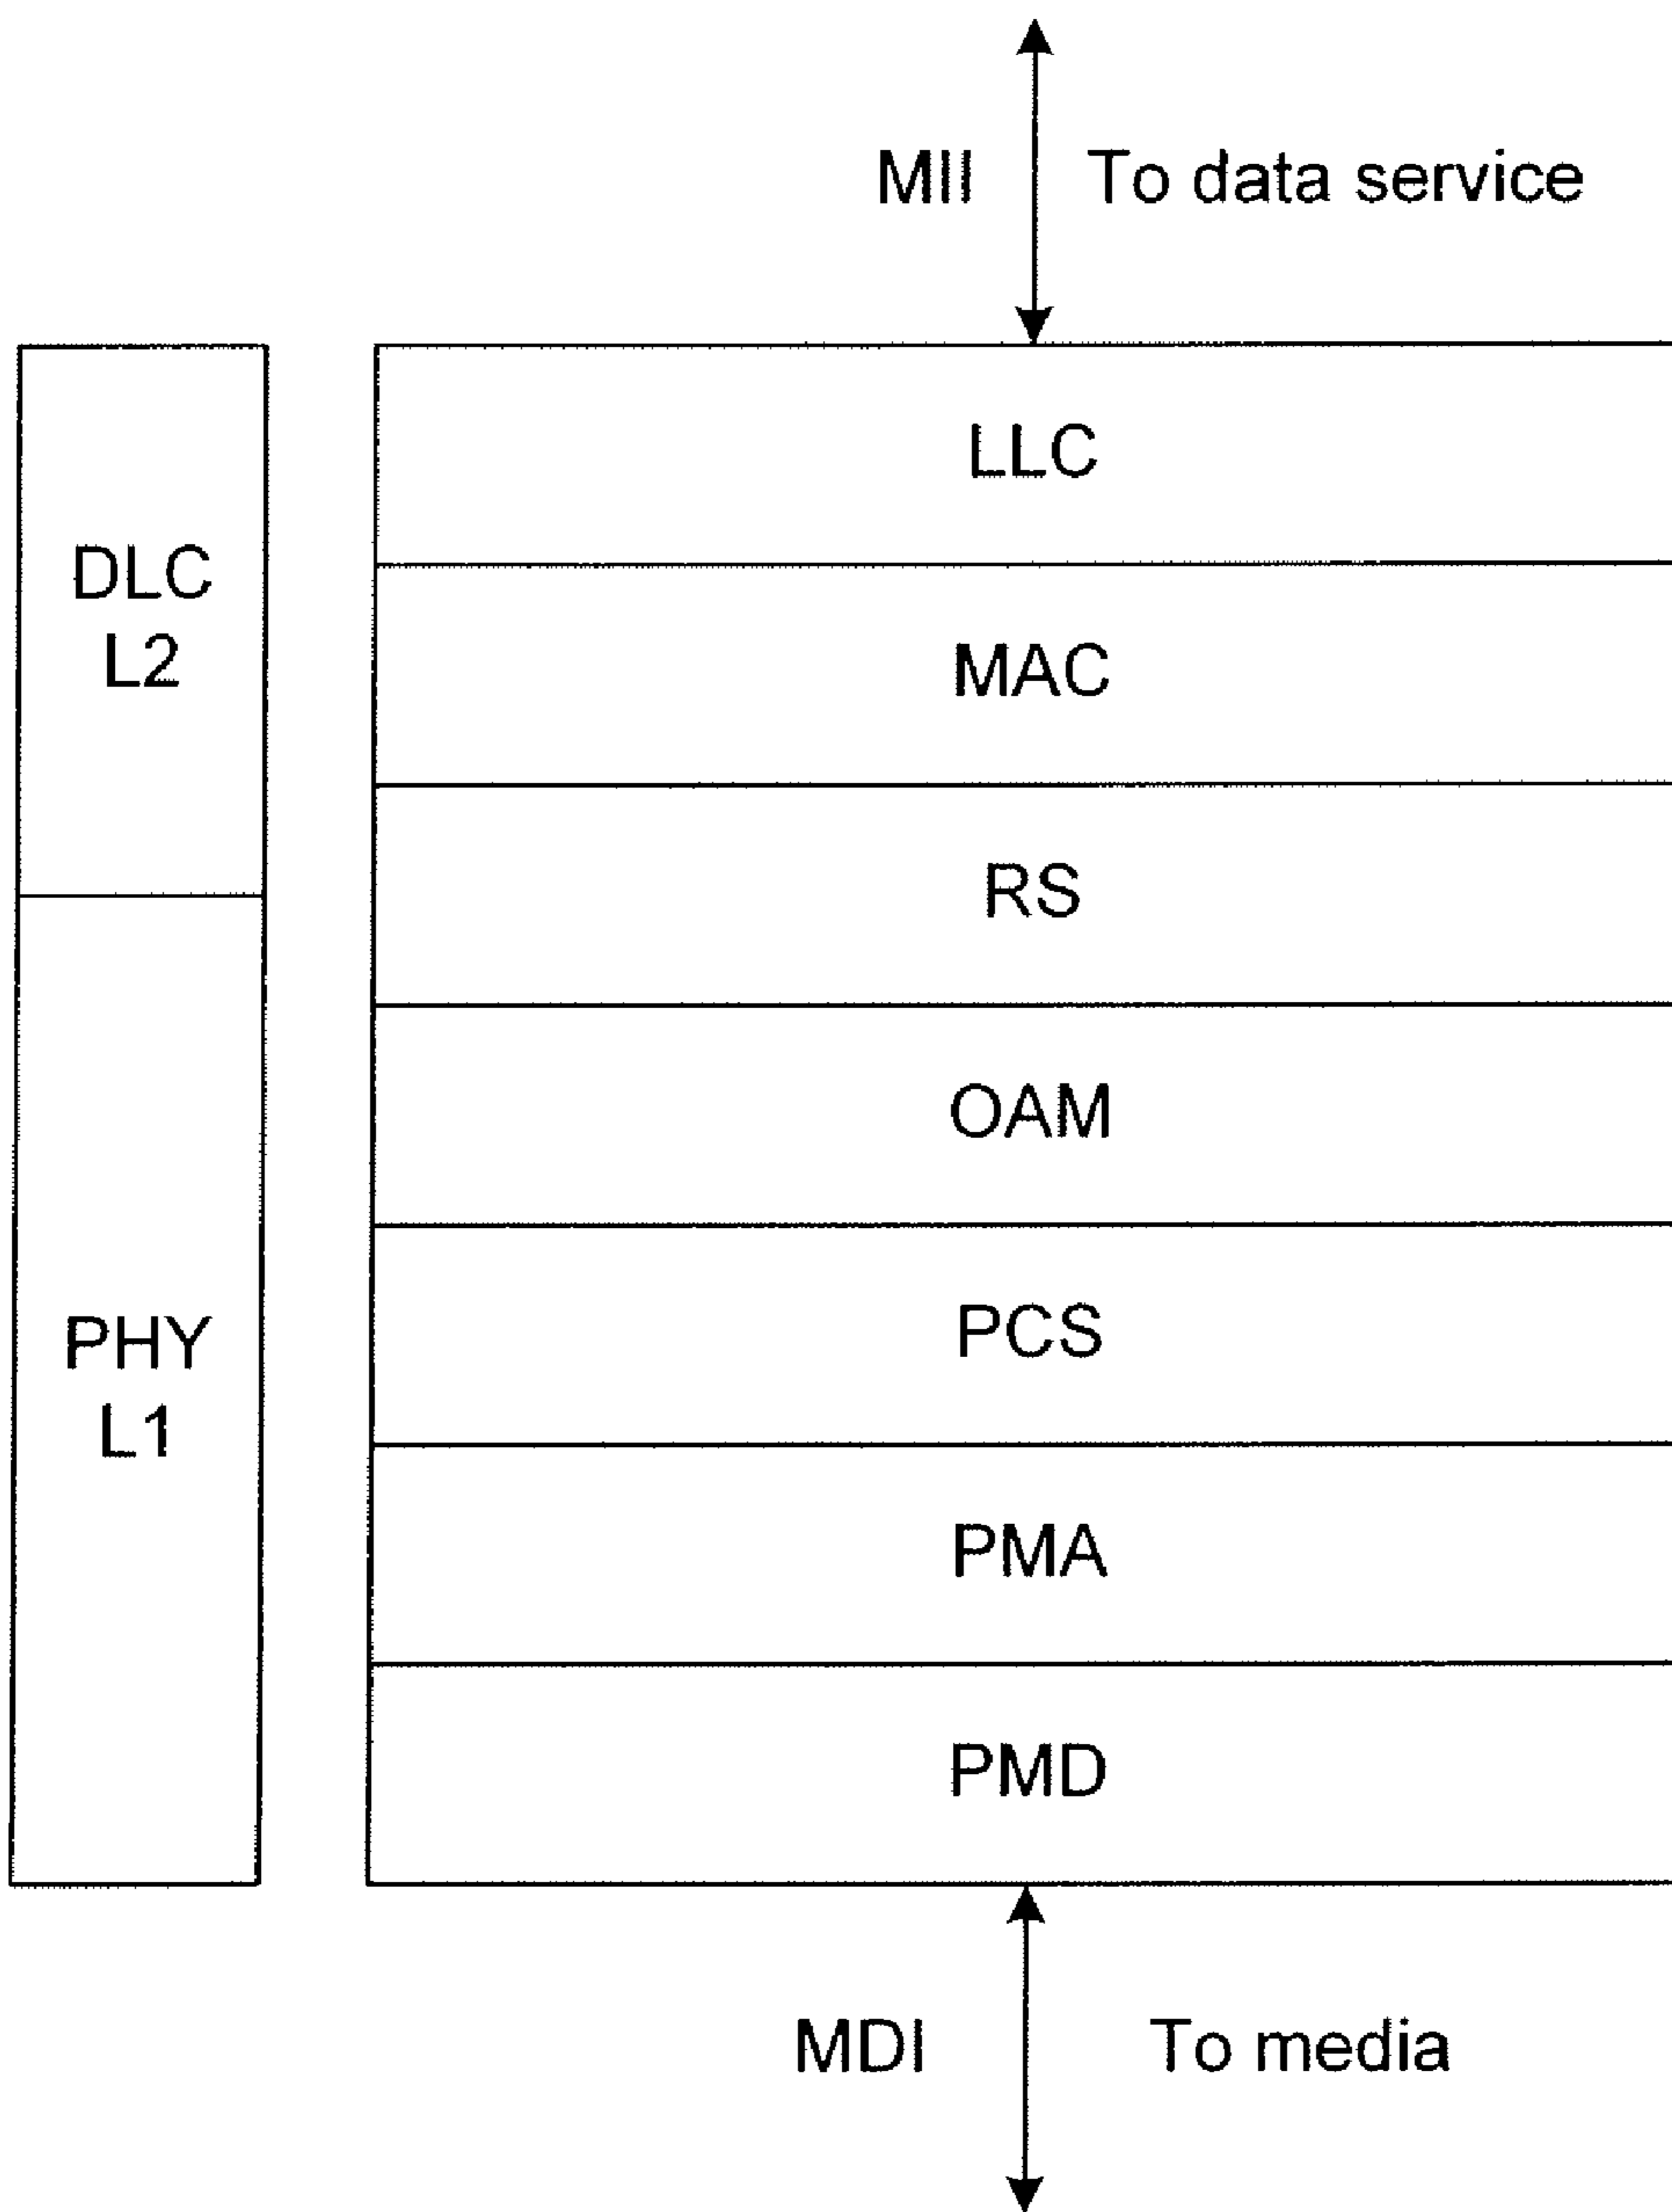 MII To data service
LLC
DLC
L2
MAC
RS
OAM
PCS
PHY
L1
PMA
PMD
MDI To media